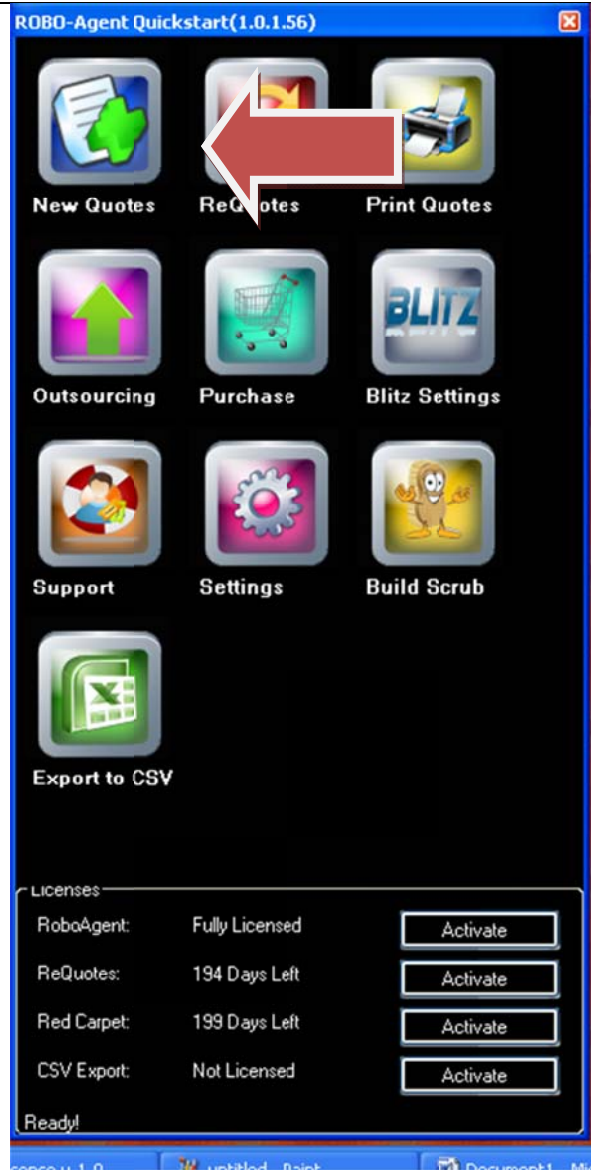 ROBO-Agent Quickstart(1.0.1.56)
New Quotes
ReQuotes
Print Quotes
BLITZ
Outsourcing
Purchase
Blitz Settings
Support
Settings
Build Scrub
X
Export to CSV
Licenses
RoboAgent: Fully Licensed Activate
ReQuotes: 194 Days Left Activate
Red Carpet: 199 Days Left Activate
CSV Export: Not Licensed Activate
Ready!
untitled - Paint
Document1 - Mi